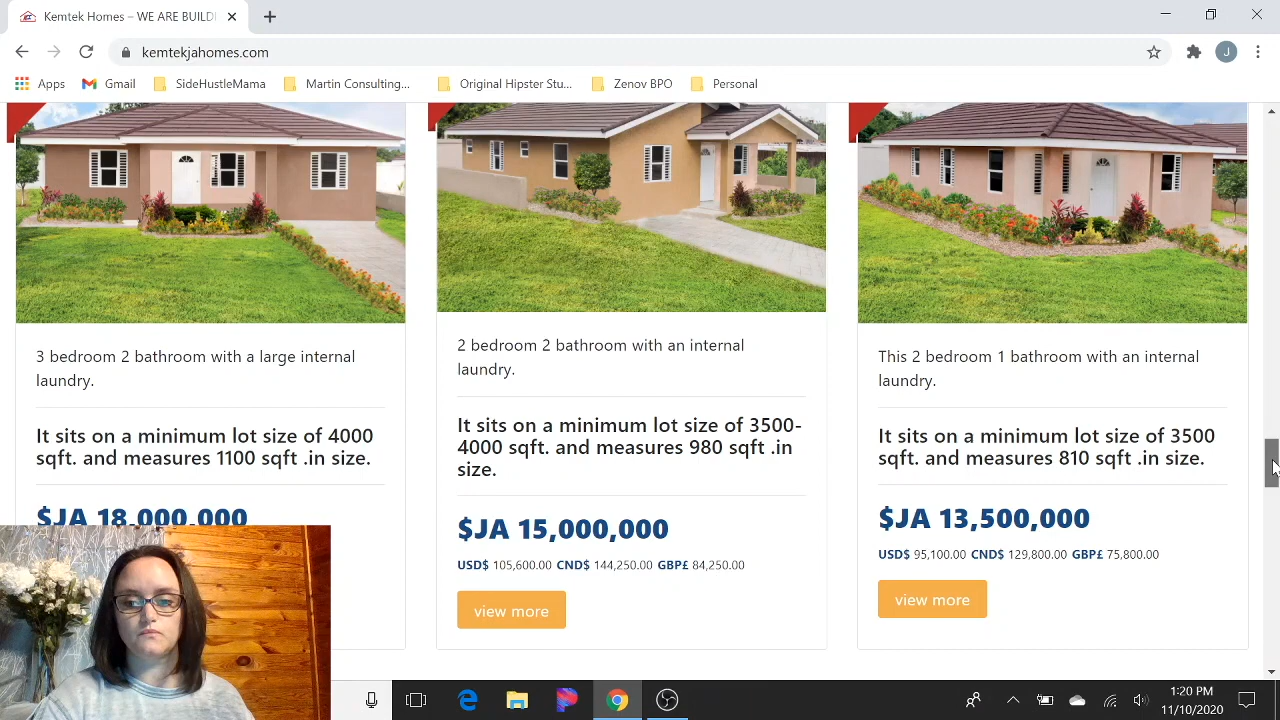 Kemtek Homes – WE ARE BUILD
kemtekjahomes.com
J
Apps
Gmail
SideHustleMama
Martin Consulting...
Original Hipster Stu...
Zenov BPO
Personal
3 bedroom 2 bathroom with a large internal
laundry.
It sits on a minimum lot size of 4000
sqft. and measures 1100 sqft .in size.
$JA 18,000,000
2 bedroom 2 bathroom with an internal
laundry.
It sits on a minimum lot size of 3500-
4000 sqft. and measures 980 sqft .in
size.
$JA 15,000,000
USD$ 105,600.00 CND$ 144,250.00 GBP£ 84,250.00
view more
This 2 bedroom 1 bathroom with an internal
laundry.
It sits on a minimum lot size of 3500
sqft. and measures 810 sqft .in size.
$JA 13,500,000
USD$ 95,100.00 CND$ 129,800.00 GBP£ 75,800.00
view more
1:20 PM
11/10/2020